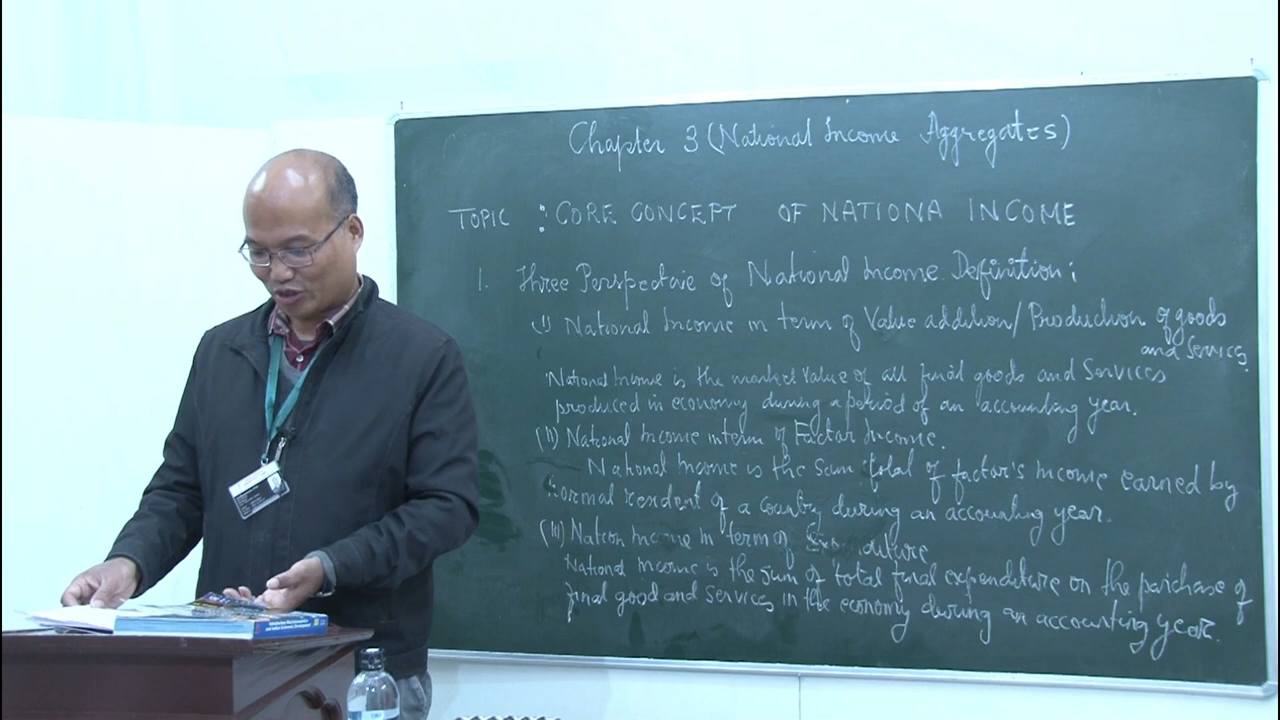 Chapter 3 (National Income Aggregates)
TOPIC : CORE CONCEPT OF NATIONA INCOME
1. Three Perspective of National Income Definition:
(i) National Income in term of Value addition/Production of goods
and Services.
National Income is the market Value of all final goods and Services
produced in economy during a period of an accounting year.
(ii) National Income interm of Factor Income.
National Income is the Sum total of factor's income earned by
normal resident of a country during an accounting year.
(iii) Nation Income in term of Expenditure
National Income is the sum of total final expenditure on the purchase of
final good and services in the economy during an accounting year.